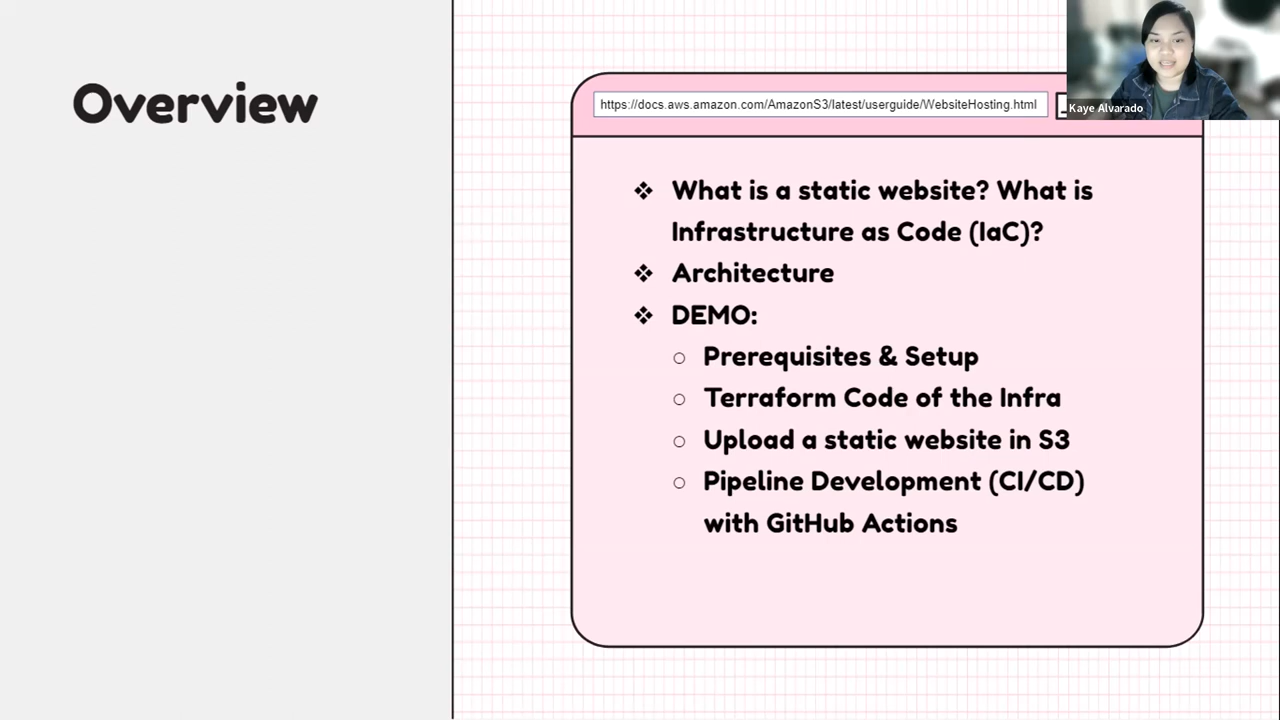 Overview
https://docs.aws.amazon.com/AmazonS3/latest/userguide/WebsiteHosting.html
Kaye Alvarado
❖ What is a static website? What is
Infrastructure as Code (IaC)?
❖ Architecture
❖ DEMO:
○ Prerequisites & Setup
○ Terraform Code of the Infra
○ Upload a static website in S3
○ Pipeline Development (CI/CD)
with GitHub Actions